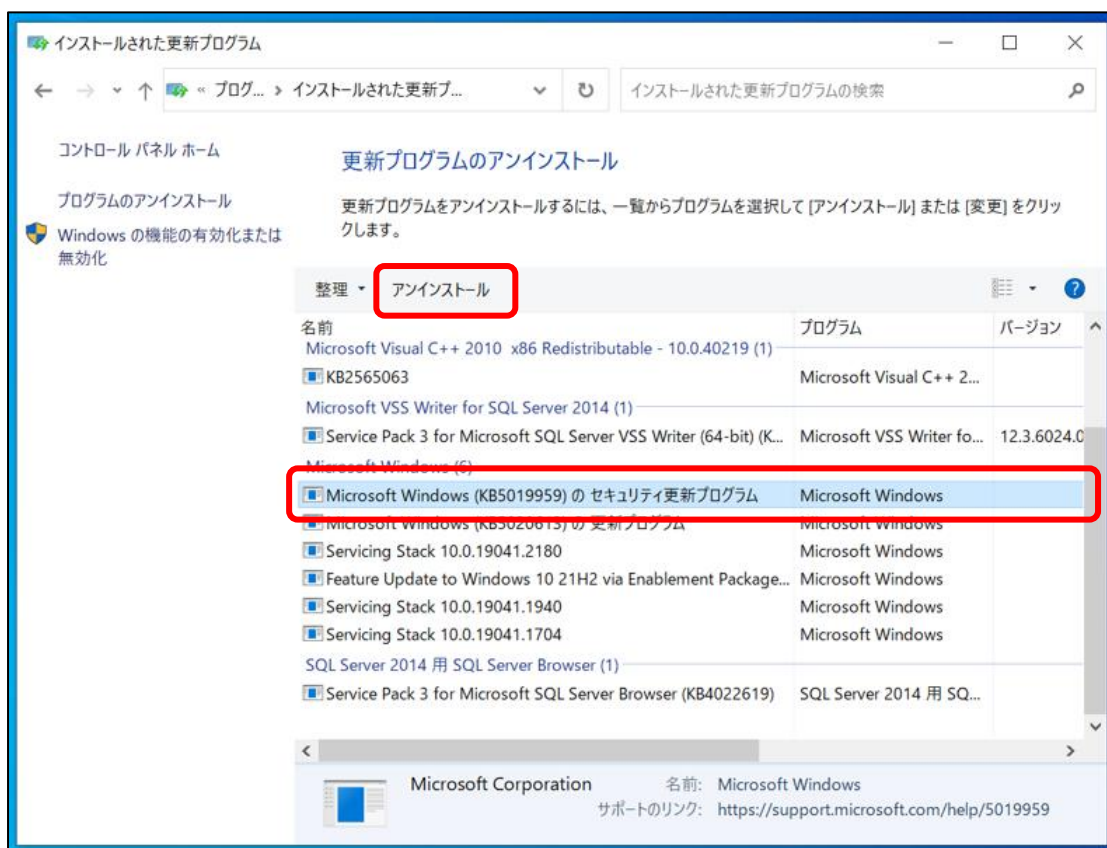 インストールされた更新プログラム
« プログ... › インストールされた更新プ...
インストールされた更新プログラムの検索
コントロール パネル ホーム
プログラムのアンインストール
Windows の機能の有効化または
無効化
更新プログラムのアンインストール
更新プログラムをアンインストールするには、一覧からプログラムを選択して [アンインストール] または [変更] をクリッ
クします。
整理 アンインストール
名前 プログラム バージョン
Microsoft Visual C++ 2010 x86 Redistributable - 10.0.40219 (1)
KB2565063 Microsoft Visual C++ 2...
Microsoft VSS Writer for SQL Server 2014 (1)
Service Pack 3 for Microsoft SQL Server VSS Writer (64-bit) (K... Microsoft VSS Writer fo... 12.3.6024.0
Microsoft Windows (6)
Microsoft Windows (KB5019959) の セキュリティ更新プログラム Microsoft Windows
Microsoft Windows (KB5020613) の 更新プログラム Microsoft Windows
Servicing Stack 10.0.19041.2180 Microsoft Windows
Feature Update to Windows 10 21H2 via Enablement Package... Microsoft Windows
Servicing Stack 10.0.19041.1940 Microsoft Windows
Servicing Stack 10.0.19041.1704 Microsoft Windows
SQL Server 2014 用 SQL Server Browser (1)
Service Pack 3 for Microsoft SQL Server Browser (KB4022619) SQL Server 2014 用 SQ...
Microsoft Corporation 名前: Microsoft Windows
サポートのリンク: https://support.microsoft.com/help/5019959